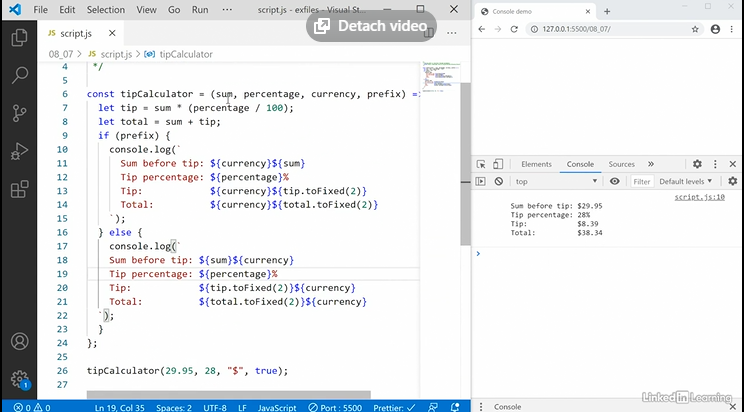 File Edit Selection View Go Run ··· script.js - exfiles - Visual St...
Detach video
script.js
08_07 > script.js > tipCalculator
4 */
5
6 const tipCalculator = (sum, percentage, currency, prefix) =>
7 let tip = sum * (percentage / 100);
8 let total = sum + tip;
9 if (prefix) {
10 console.log(`
11 Sum before tip: ${currency}${sum}
12 Tip percentage: ${percentage}%
13 Tip: ${currency}${tip.toFixed(2)}
14 Total: ${currency}${total.toFixed(2)}
15 `);
16 } else {
17 console.log(`
18 Sum before tip: ${sum}${currency}
19 Tip percentage: ${percentage}%
20 Tip: ${tip.toFixed(2)}${currency}
21 Total: ${total.toFixed(2)}${currency}
22 `);
23 }
24 };
25
26 tipCalculator(29.95, 28, "$", true);
27
1
0 0 Ln 19, Col 35 Spaces: 2 UTF-8 LF JavaScript Port : 5500 Prettier:
Console demo
127.0.0.1:5500/08_07/
Elements Console Sources »
top Filter Default levels
script.js:10
Sum before tip: $29.95
Tip percentage: 28%
Tip: $8.39
Total: $38.34
>
Console
LinkedIn Learning